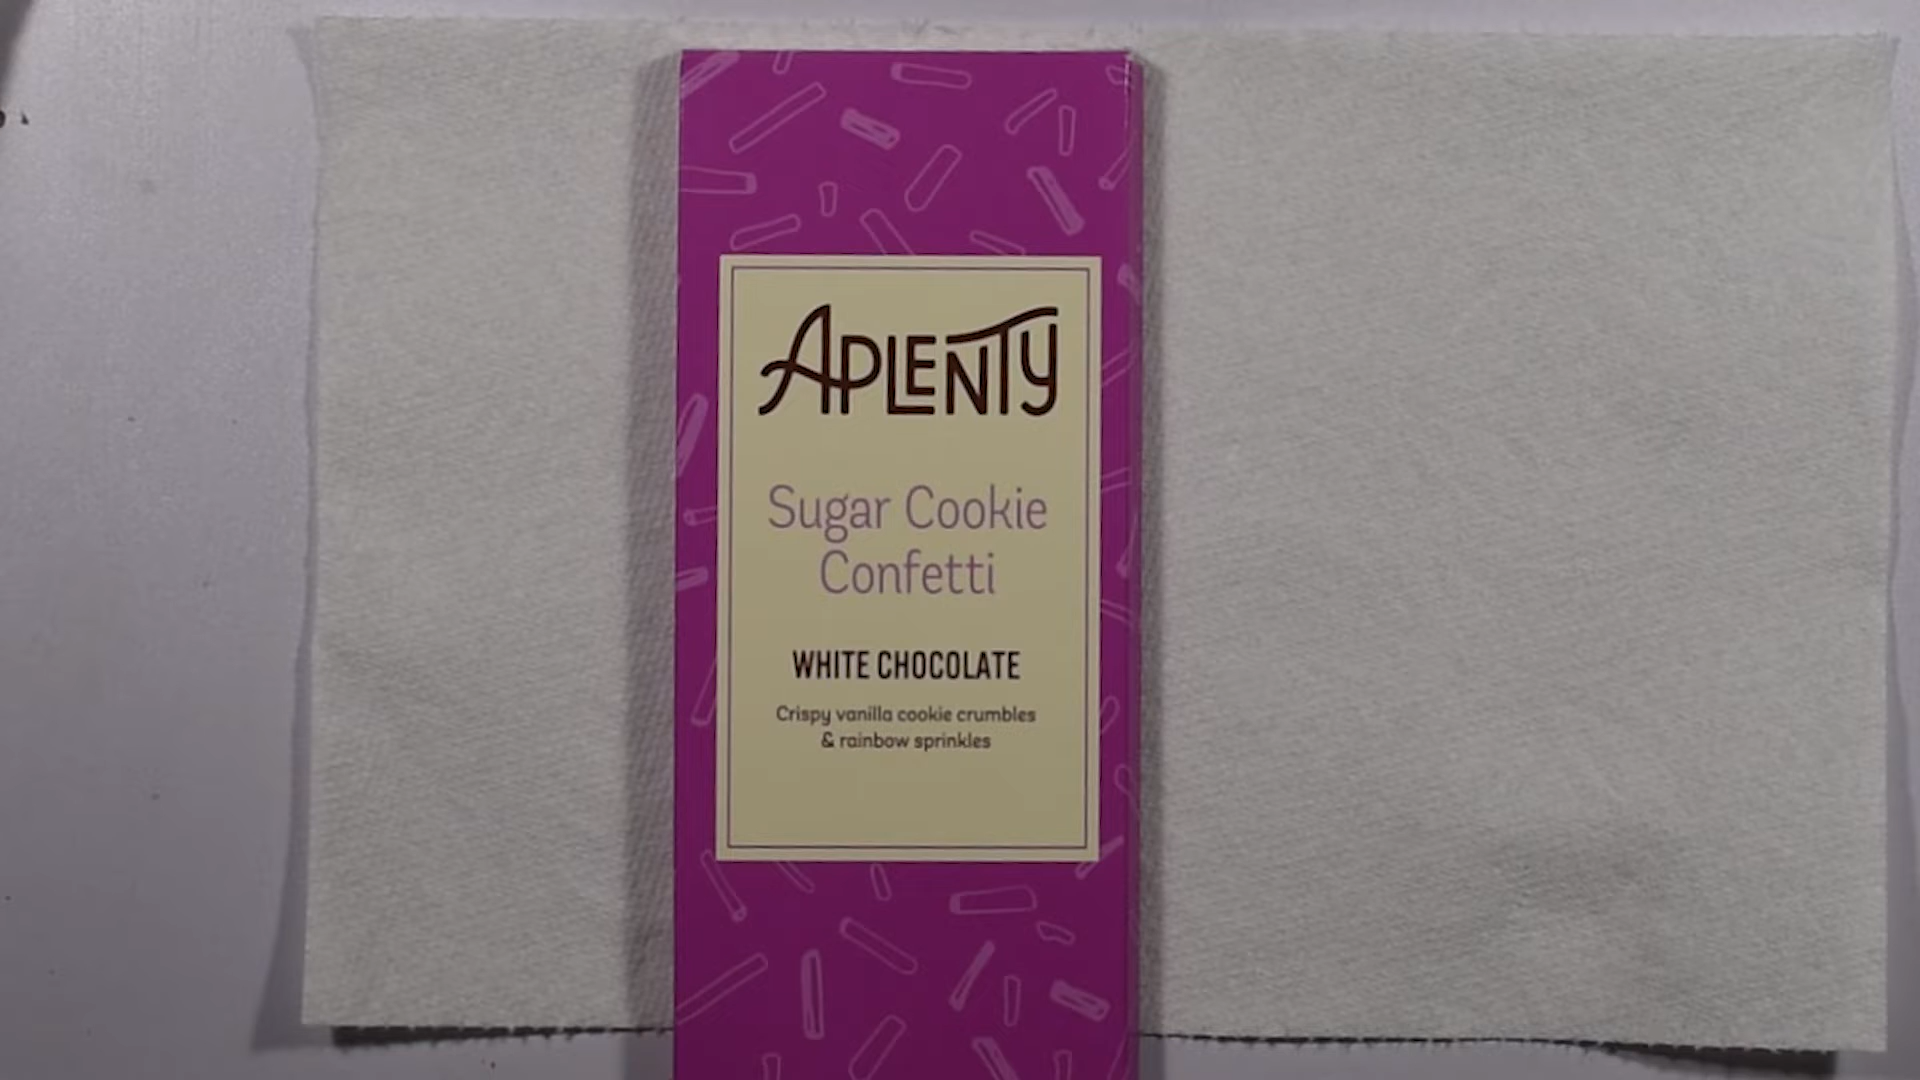 APLENTY
Sugar Cookie
Confetti
WHITE CHOCOLATE
Crispy vanilla cookie crumbles
& rainbow sprinkles